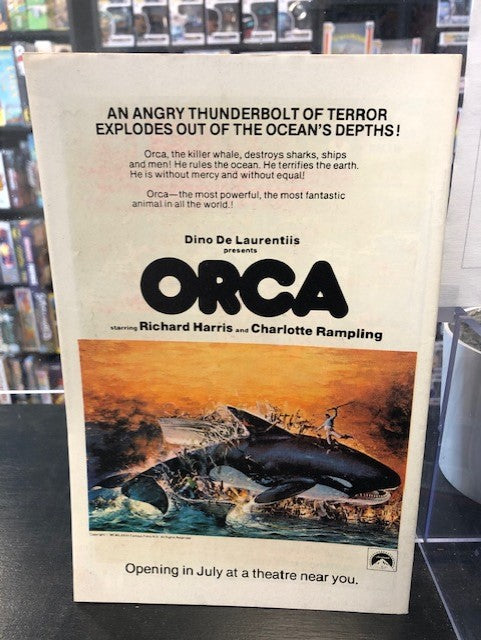 AN ANGRY THUNDERBOLT OF TERROR
EXPLODES OUT OF THE OCEAN'S DEPTHS!
Orca, the killer whale, destroys sharks, ships
and men! He rules the ocean. He terrifies the earth.
He is without mercy and without equal!
Orca—the most powerful, the most fantastic
animal in all the world.!
Dino De Laurentiis
presents
ORCA
starring Richard Harris and Charlotte Rampling
Opening in July at a theatre near you.